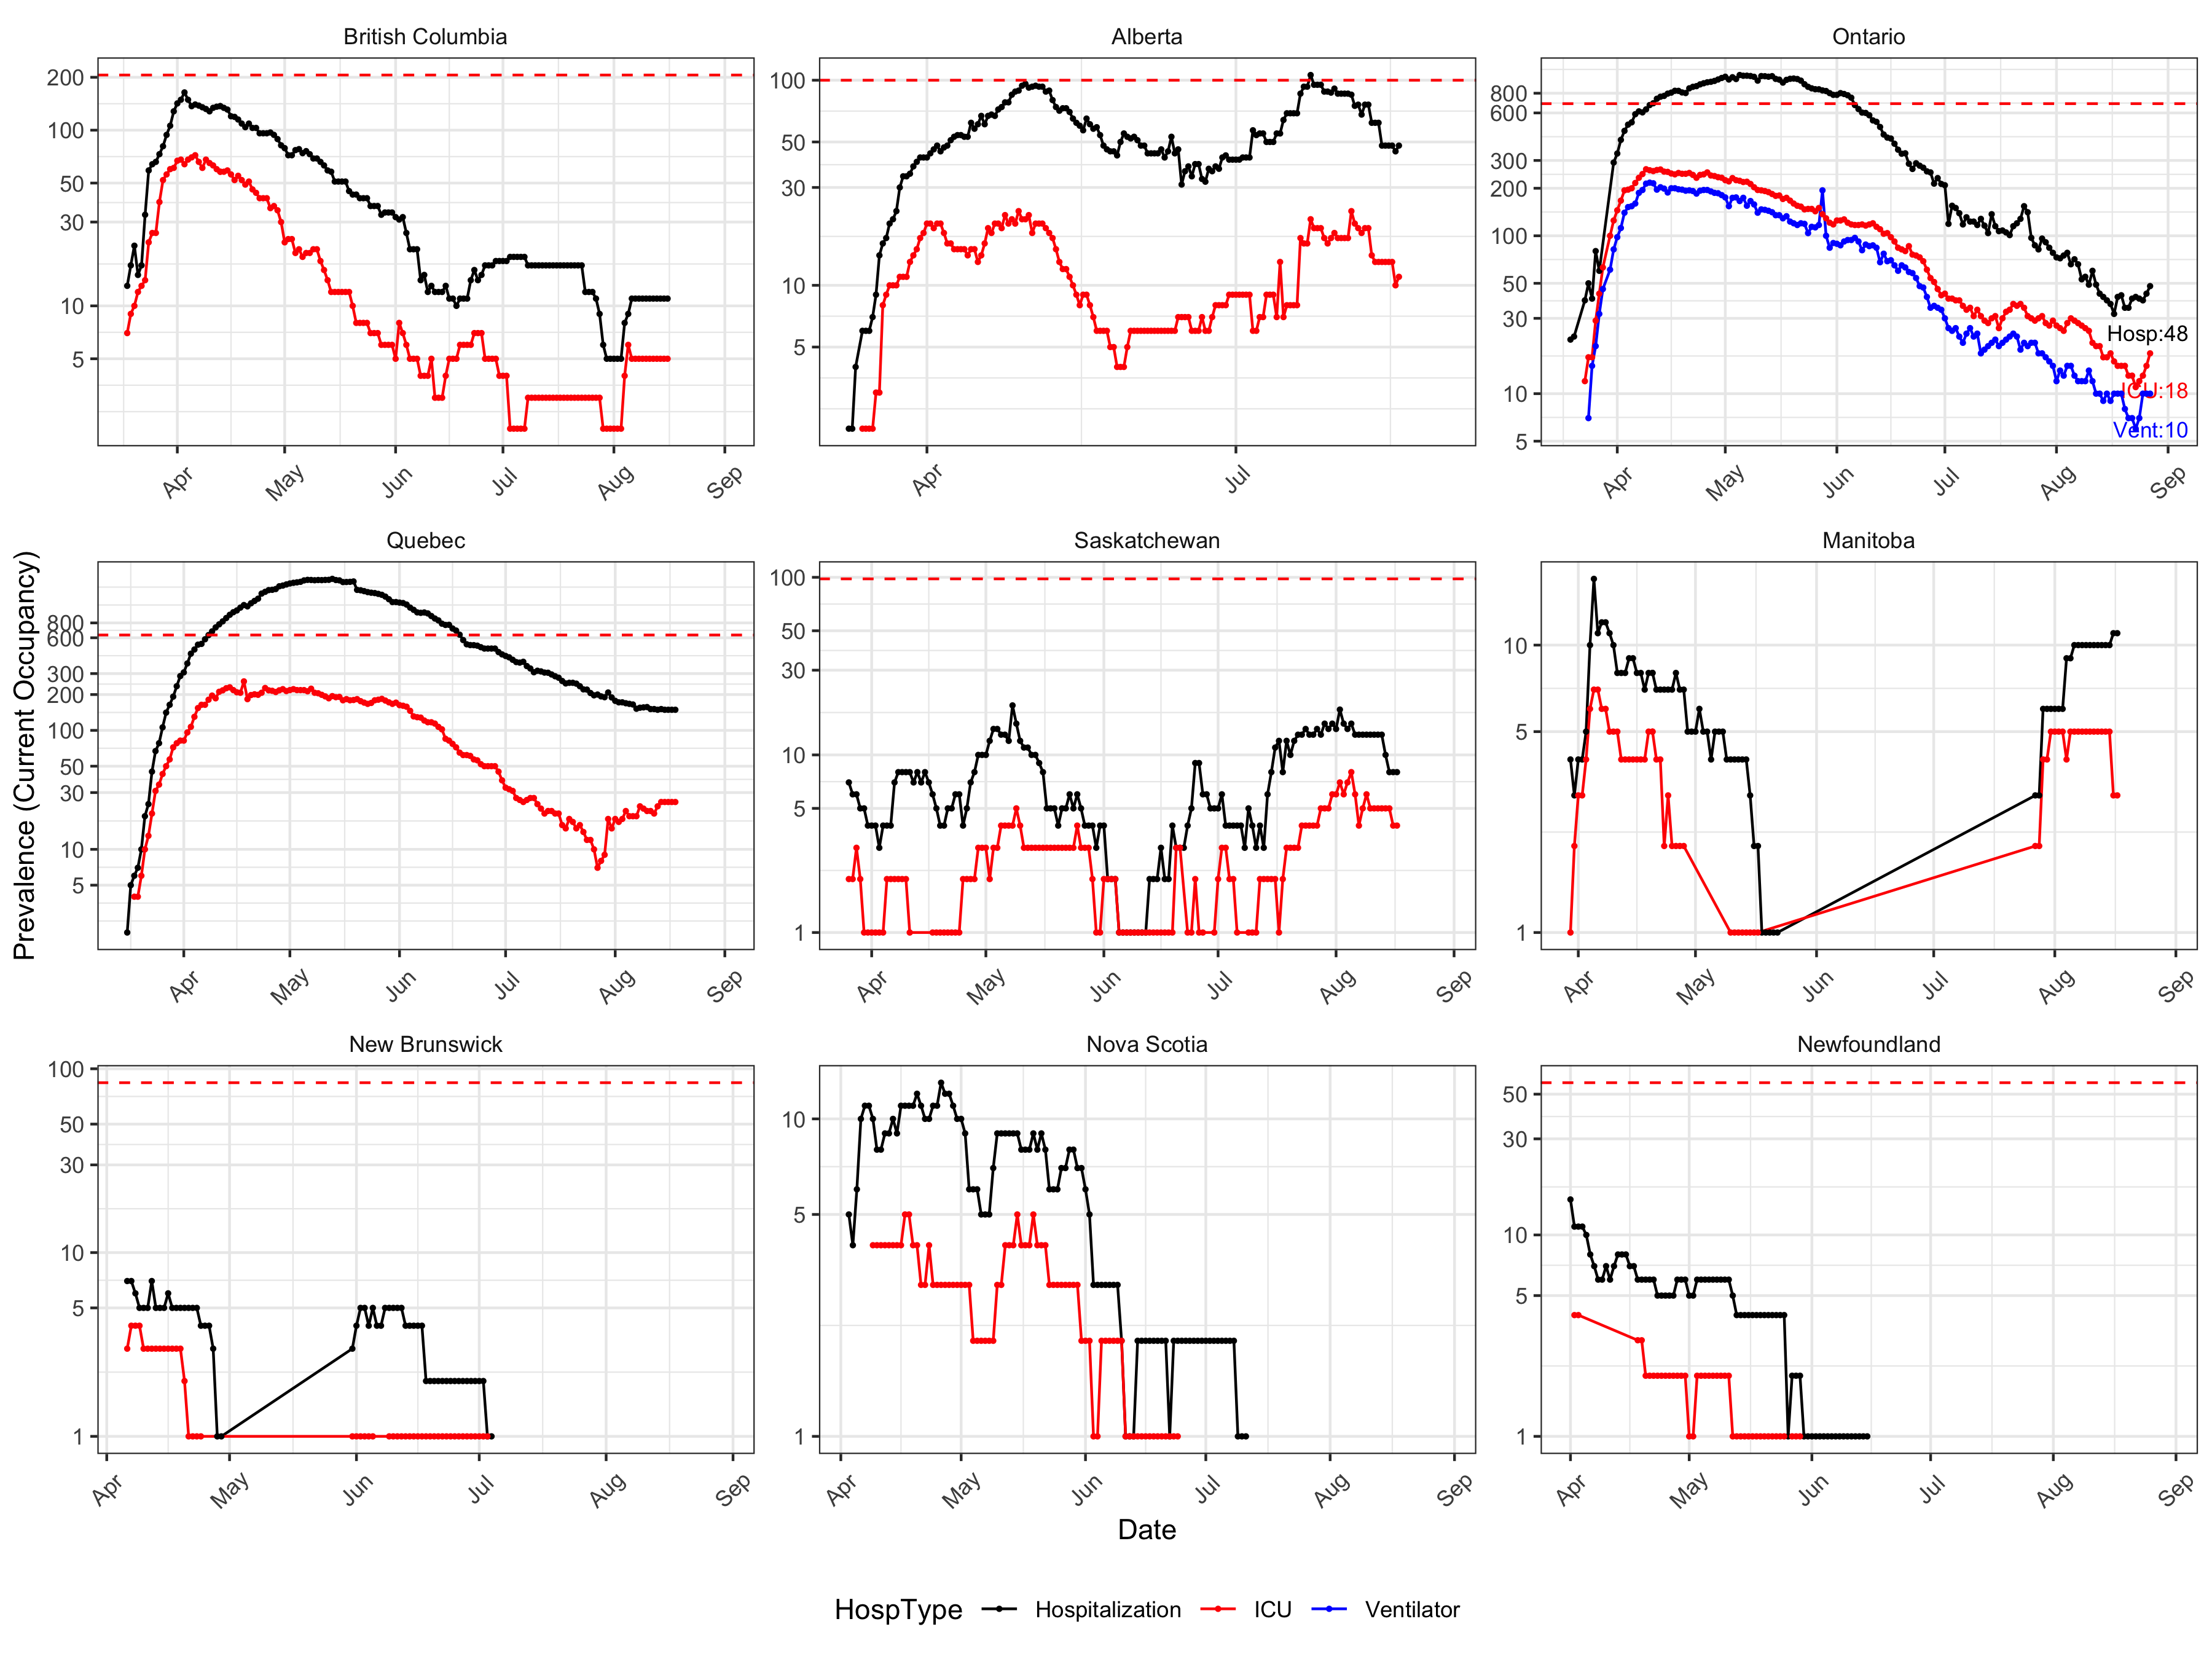 British Columbia
Alberta
Ontario
200
100
50
30
10
5
Apr
May
Jun
Jul
Aug
Sep
100
50
30
10
5
Apr
Jul
800
600
300
200
100
50
30
10
5
Hosp:48
ICU:18
Vent:10
Apr
May
Jun
Jul
Aug
Sep
Prevalence (Current Occupancy)
Quebec
Saskatchewan
Manitoba
800
600
300
200
100
50
30
10
5
Apr
May
Jun
Jul
Aug
Sep
100
50
30
10
5
1
Apr
May
Jun
Jul
Aug
Sep
10
5
1
Apr
May
Jun
Jul
Aug
Sep
New Brunswick
Nova Scotia
Newfoundland
100
50
30
10
5
1
Apr
May
Jun
Jul
Aug
Sep
10
5
1
Apr
May
Jun
Jul
Aug
Sep
50
30
10
5
1
Apr
May
Jun
Jul
Aug
Sep
Date
HospType Hospitalization ICU Ventilator